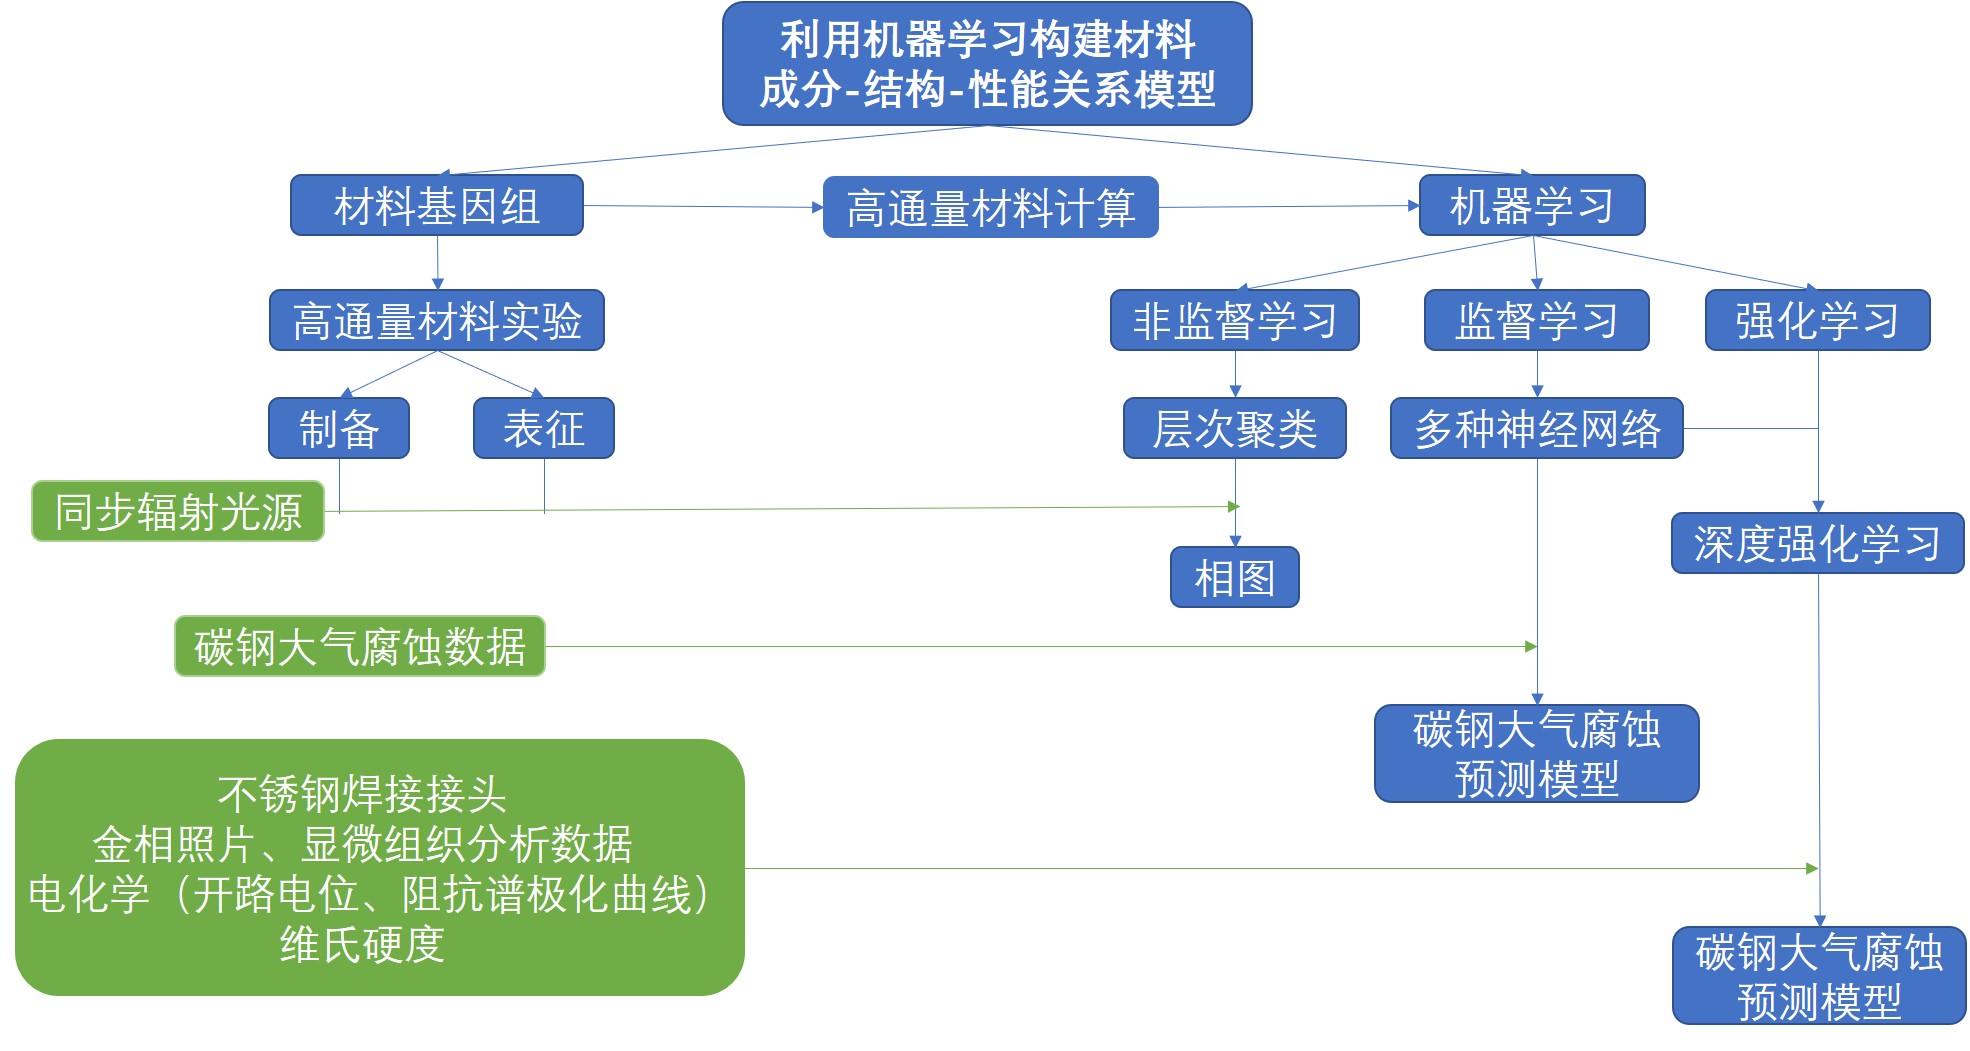 利用机器学习构建材料
成分-结构-性能关系模型
材料基因组
高通量材料计算
机器学习
高通量材料实验
非监督学习
监督学习
强化学习
制备
表征
层次聚类
多种神经网络
同步辐射光源
深度强化学习
相图
碳钢大气腐蚀数据
碳钢大气腐蚀
预测模型
不锈钢焊接接头
金相照片、显微组织分析数据
电化学（开路电位、阻抗谱极化曲线）
维氏硬度
碳钢大气腐蚀
预测模型